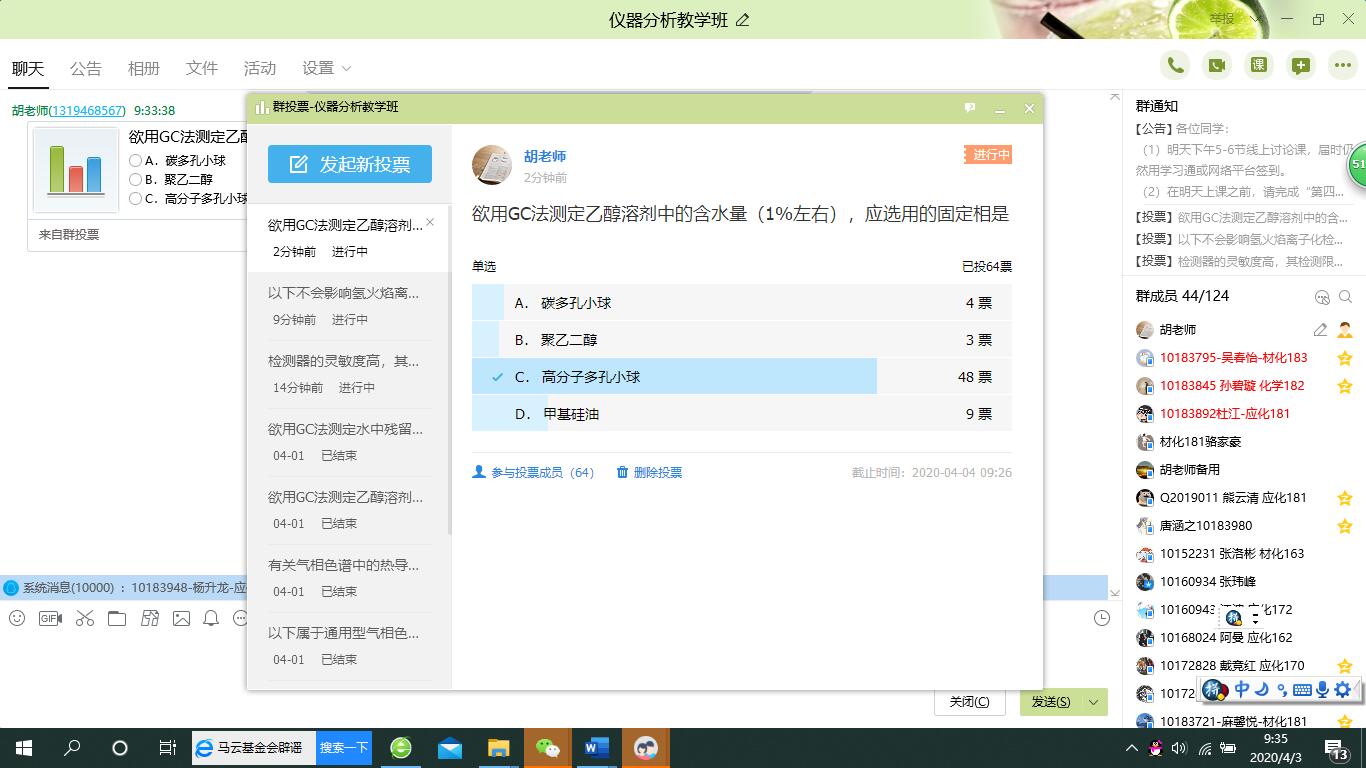 仪器分析教学班
举报
聊天 公告 相册 文件 活动 设置
胡老师(1319468567) 9:33:38
欲用GC法测定乙醇
A. 碳多孔小球
B. 聚乙二醇
C. 高分子多孔小球
来自群投票
系统消息(10000) : 10183948-杨升龙-应
群投票-仪器分析教学班
发起新投票
欲用GC法测定乙醇溶剂...
2分钟前 进行中
以下不会影响氢火焰离...
9分钟前 进行中
检测器的灵敏度高，其...
14分钟前 进行中
欲用GC法测定水中残留...
04-01 已结束
欲用GC法测定乙醇溶剂...
04-01 已结束
有关气相色谱中的热导...
04-01 已结束
以下属于通用型气相色...
04-01 已结束
胡老师
2分钟前
进行中
欲用GC法测定乙醇溶剂中的含水量（1%左右），应选用的固定相是
单选 已投64票
A. 碳多孔小球 4 票
B. 聚乙二醇 3 票
C. 高分子多孔小球 48 票
D. 甲基硅油 9 票
参与投票成员（64） 删除投票 截止时间：2020-04-04 09:26
GIF
关闭(C) 发送(S)
课
群通知
【公告】各位同学：
（1）明天下午5-6节线上讨论课，届时仍
然用学习通或网络平台签到。
（2）在明天上课之前，请完成“第四...
【投票】欲用GC法测定乙醇溶剂中的含...
【投票】以下不会影响氢火焰离子化检...
【投票】检测器的灵敏度高，其检测限...
51
群成员 44/124
胡老师
10183795-吴春怡-材化183
10183845 孙碧璇 化学182
10183892杜江-应化181
材化181骆家豪
胡老师备用
Q2019011 熊云清 应化181
唐涵之10183980
10152231 张洛彬 材化163
10160934 张玮峰
10160943 化172
10168024 阿曼 应化162
10172828 戴竞红 应化170
10172
10183721-麻馨悦-材化181
拼 中
马云基金会辟谣 搜索一下
9:35
2020/4/3
13